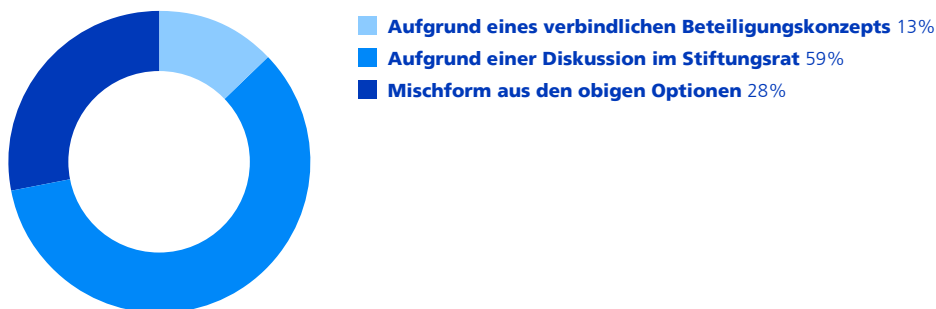 Aufgrund eines verbindlichen Beteiligungskonzepts 13%
Aufgrund einer Diskussion im Stiftungsrat 59%
Mischform aus den obigen Optionen 28%